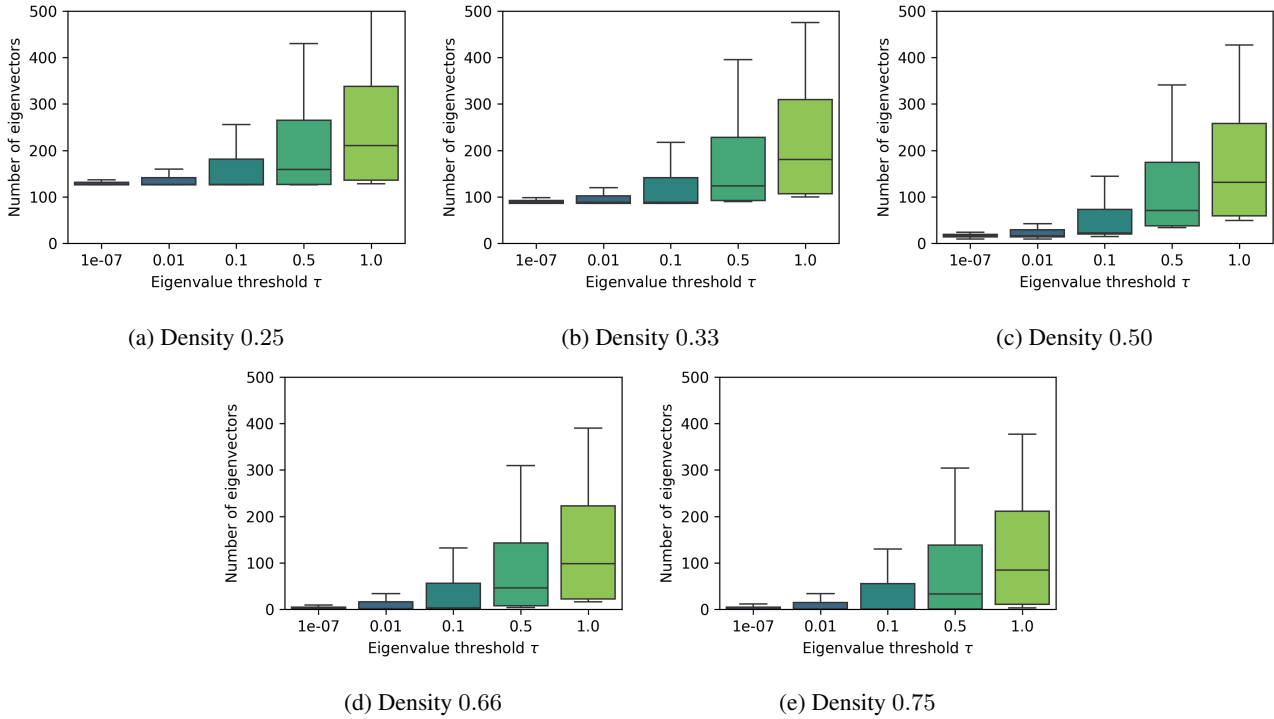 500
400
300
200
100
0
Number of eigenvectors
1e-07 0.01 0.1 0.5 1.0
Eigenvalue threshold τ
(a) Density 0.25
500
400
300
200
100
0
Number of eigenvectors
1e-07 0.01 0.1 0.5 1.0
Eigenvalue threshold τ
(b) Density 0.33
500
400
300
200
100
0
Number of eigenvectors
1e-07 0.01 0.1 0.5 1.0
Eigenvalue threshold τ
(c) Density 0.50
500
400
300
200
100
0
Number of eigenvectors
1e-07 0.01 0.1 0.5 1.0
Eigenvalue threshold τ
(d) Density 0.66
500
400
300
200
100
0
Number of eigenvectors
1e-07 0.01 0.1 0.5 1.0
Eigenvalue threshold τ
(e) Density 0.75